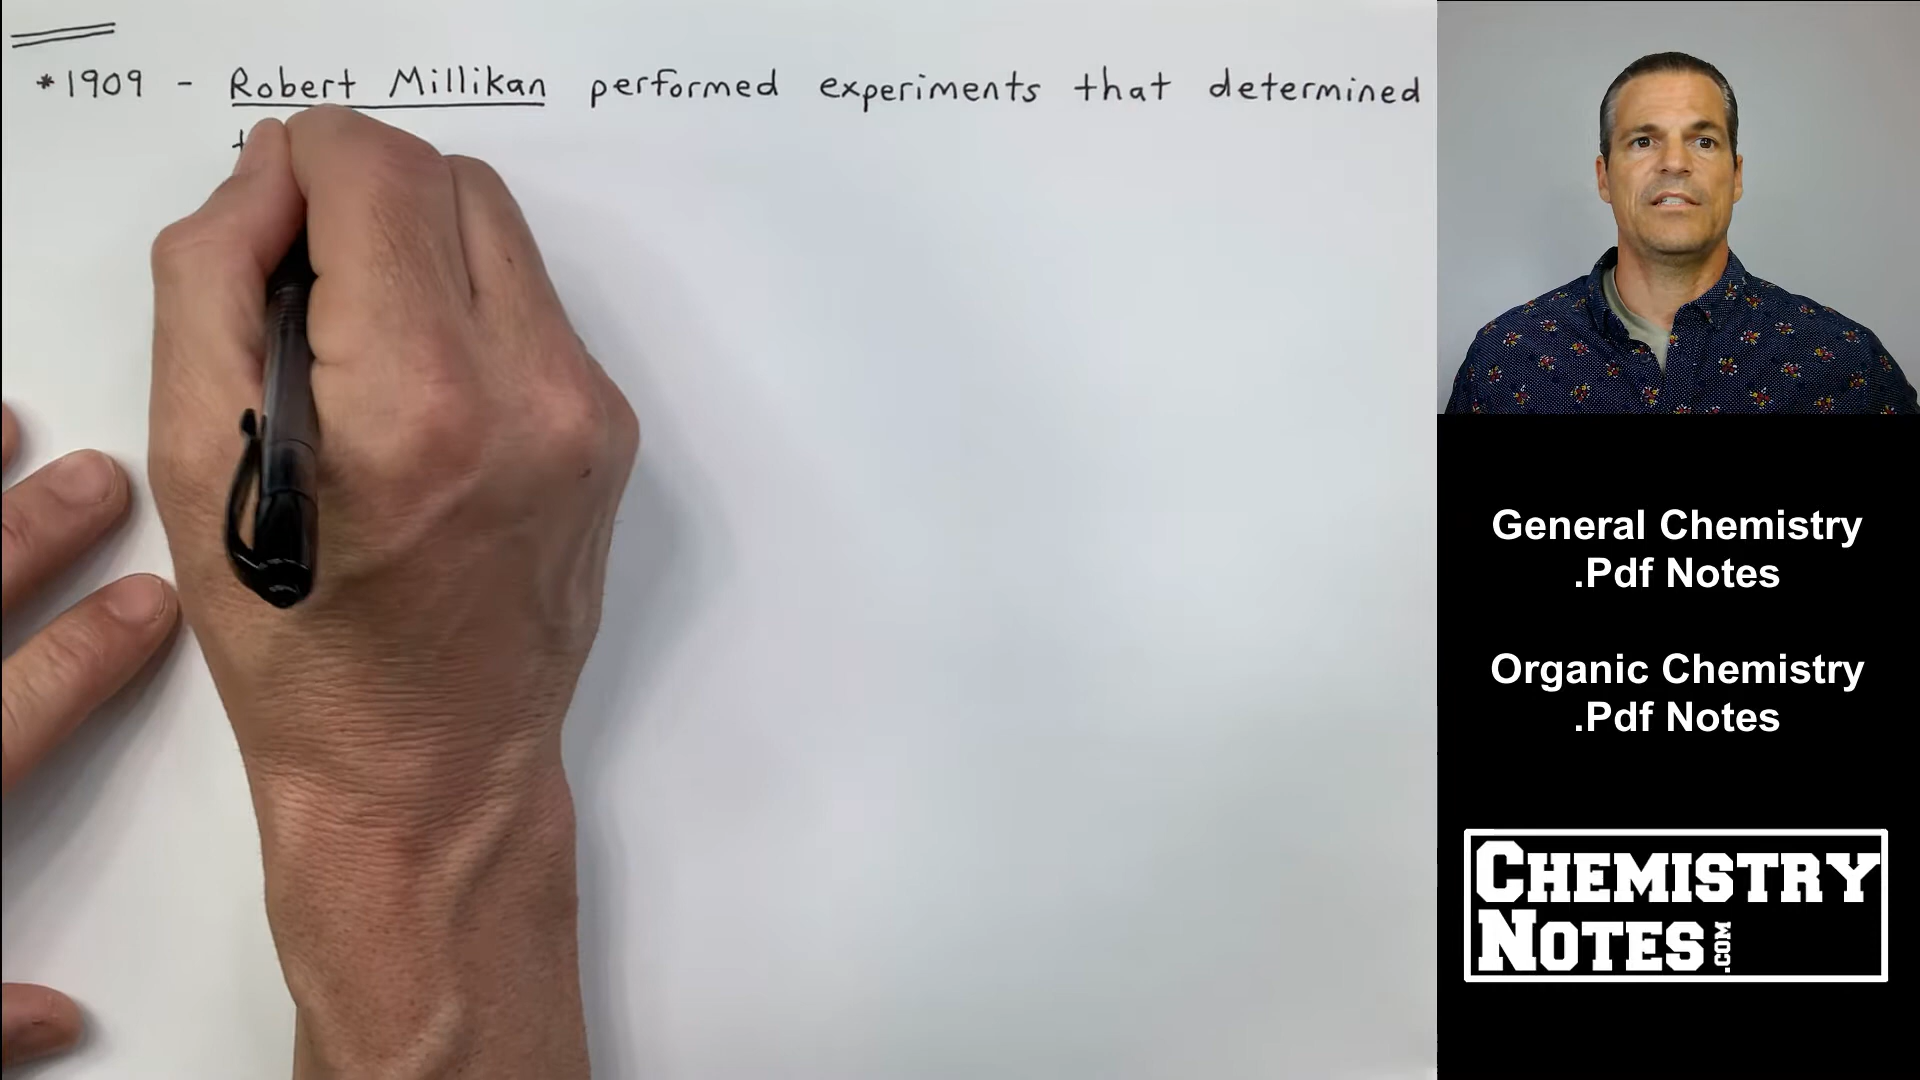 *1909 - Robert Millikan performed experiments that determined
General Chemistry
.Pdf Notes
Organic Chemistry
.Pdf Notes
CHEMISTRY
NOTES.COM